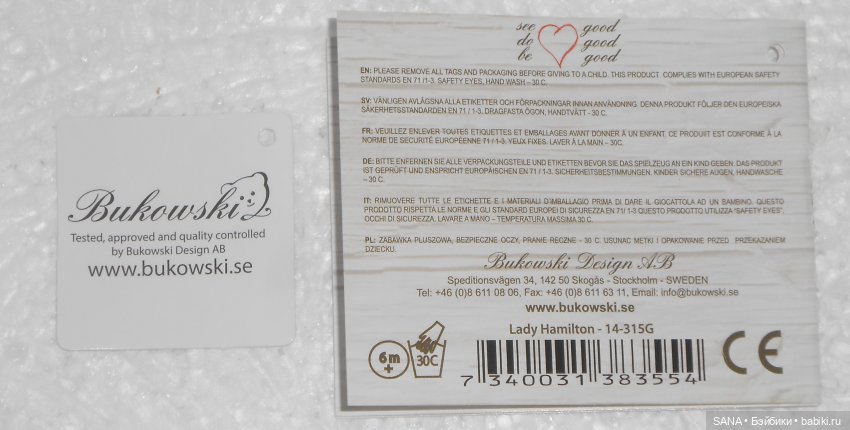 Bukowski
Tested, approved and quality controlled
by Bukowski Design AB
www.bukowski.se
see good
do good
be good
EN: PLEASE REMOVE ALL TAGS AND PACKAGING BEFORE GIVING TO A CHILD. THIS PRODUCT COMPLIES WITH EUROPEAN SAFETY
STANDARDS EN 71 /1-3. SAFETY EYES, HAND WASH – 30 C.
SV: VÄNLIGEN AVLÄGSNA ALLA ETIKETTER OCH FÖRPACKNINGAR INNAN ANVÄNDNING. DENNA PRODUKT FÖLJER DEN EUROPEISKA
SÄKERHETSSTANDARDEN EN 71 / 1-3. DRAGFASTA ÖGON, HANDTVÄTT - 30 C.
FR: VEUILLEZ ENLEVER TOUTES ETIQUETTES ET EMBALLAGES AVANT DONNER À UN ENFANT. CE PRODUIT EST CONFORME À LA
NORME DE SECURITÉ EUROPÉENNE 71 / 1-3. YEUX FIXES. LAVER À LA MAIN – 30C.
DE: BITTE ENFERNEN SIE ALLE VERPACKUNGSTEILE UND ETIKETTEN BEVOR SIE DAS SPIELZEUG AN EIN KIND GEBEN. DAS PRODUKT
IST GEPRÜFT UND ENSPRICHT EUROPÄISCHEN EN 71 / 1-3. SICHERHEITSBESTIMMUNGEN. KINDER SICHERE AUGEN. HANDWASCHE
– 30 C.
IT: RIMUOVERE TUTTE LE ETICHETTE E I MATERIALI D'IMBALLAGIO PRIMA DI DARE IL GIOCATTOLO AD UN BAMBINO. QUESTO
PRODOTTO RISPETTÀ LE NORME E GLI STANDARD EUROPEI DI SICUREZZA EN 71/ 1-3 QUESTO PRODOTTO UTILIZZA "SAFETY EYES",
OCCHI DI SICUREZZA. LAVARE A MANO – TEMPERATURA MASSIMA 30 C.
PL: ZABAWKA PLUSZOWA, BEZPIECZNE OCZY, PRANIE RECZNE - 30 C. USUNAC METKI I OPAKOWANIE PRZED PRZEKAZANIEM
DZIECKU.
Bukowski Design AB
Speditionsvägen 34, 142 50 Skogås - Stockholm - SWEDEN
Tel: +46 (0)8 611 08 06, Fax: +46 (0)8 611 63 11, Email: info@bukowski.se
www.bukowski.se
Lady Hamilton - 14-315G
6m
+
30C
7 340031 383554
CE
SANA • Бэйбики • babiki.ru